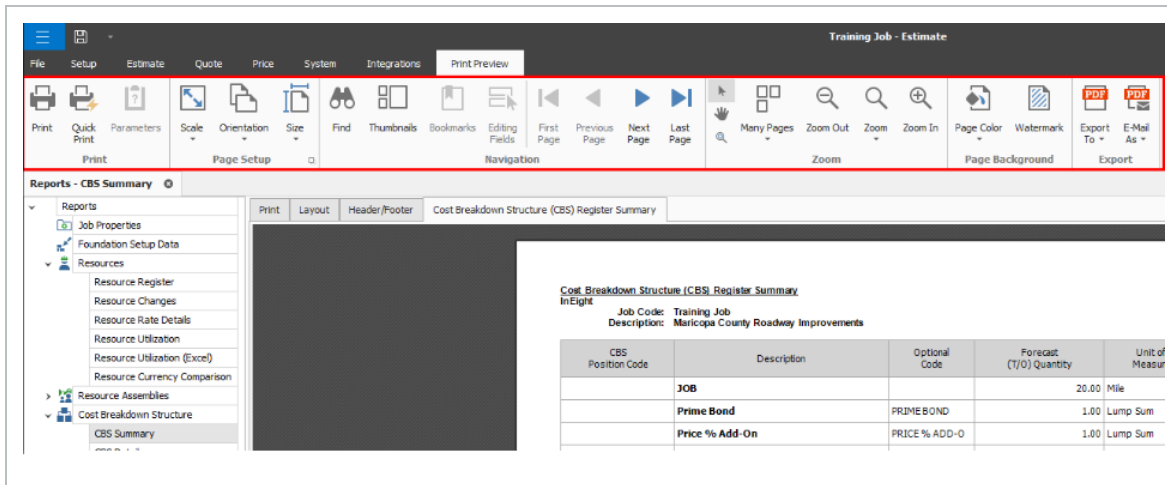 Training Job - Estimate
File Setup Estimate Quote Price System Integrations Print Preview
Print Quick Print Parameters Scale Orientation Size Find Thumbnails Bookmarks Editing Fields First Page Previous Page Next Page Last Page Many Pages Zoom Out Zoom Zoom In Page Color Watermark PDF Export To PDF E-Mail As
Print Page Setup Navigation Zoom Page Background Export
Reports - CBS Summary
Reports
Print Layout Header/Footer Cost Breakdown Structure (CBS) Register Summary
Job Properties
Foundation Setup Data
Resources
Resource Register
Resource Changes
Resource Rate Details
Resource Utilization
Resource Utilization (Excel)
Resource Currency Comparison
Resource Assemblies
Cost Breakdown Structure
CBS Summary
Cost Breakdown Structure (CBS) Register Summary
InEight
Job Code: Training Job
Description: Maricopa County Roadway Improvements
CBS Position Code Description Optional Code Forecast (T/O) Quantity Unit of
JOB 20.00 Mile
Prime Bond PRIMEBOND 1.00 Lump Sum
Price % Add-On PRICE % ADD-O 1.00 Lump Sum